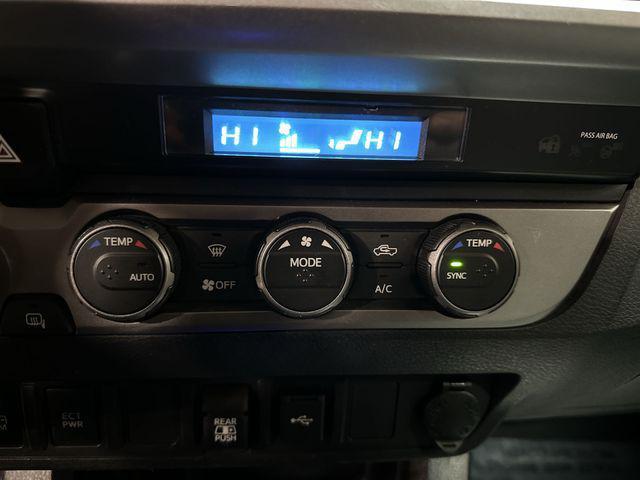 HI HI
PASS AIR BAG
TEMP MODE TEMP
AUTO OFF A/C SYNC
ECT
PWR
REAR
PUSH